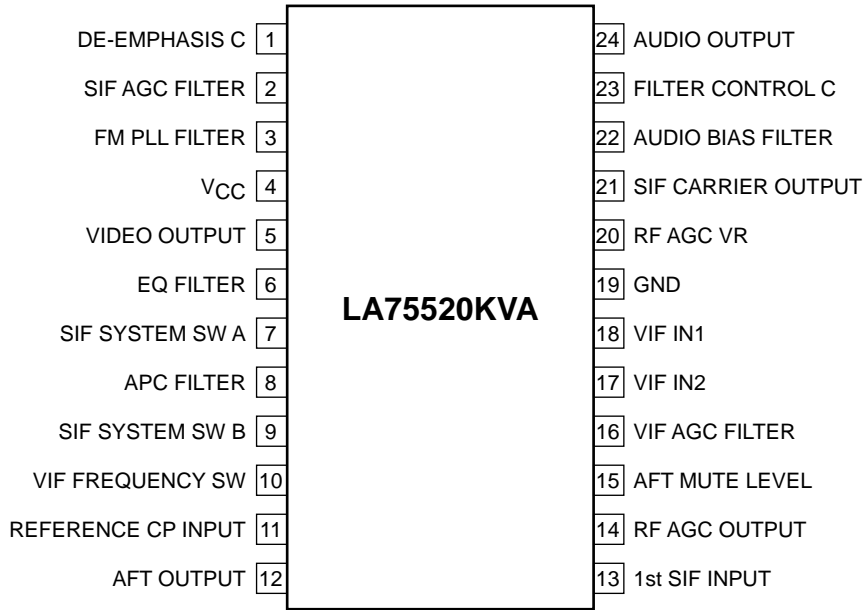 DE-EMPHASIS C 1 24 AUDIO OUTPUT
SIF AGC FILTER 2 23 FILTER CONTROL C
FM PLL FILTER 3 22 AUDIO BIAS FILTER
VCC 4 21 SIF CARRIER OUTPUT
VIDEO OUTPUT 5 20 RF AGC VR
EQ FILTER 6 19 GND
LA75520KVA
SIF SYSTEM SW A 7 18 VIF IN1
APC FILTER 8 17 VIF IN2
SIF SYSTEM SW B 9 16 VIF AGC FILTER
VIF FREQUENCY SW 10 15 AFT MUTE LEVEL
REFERENCE CP INPUT 11 14 RF AGC OUTPUT
AFT OUTPUT 12 13 1st SIF INPUT